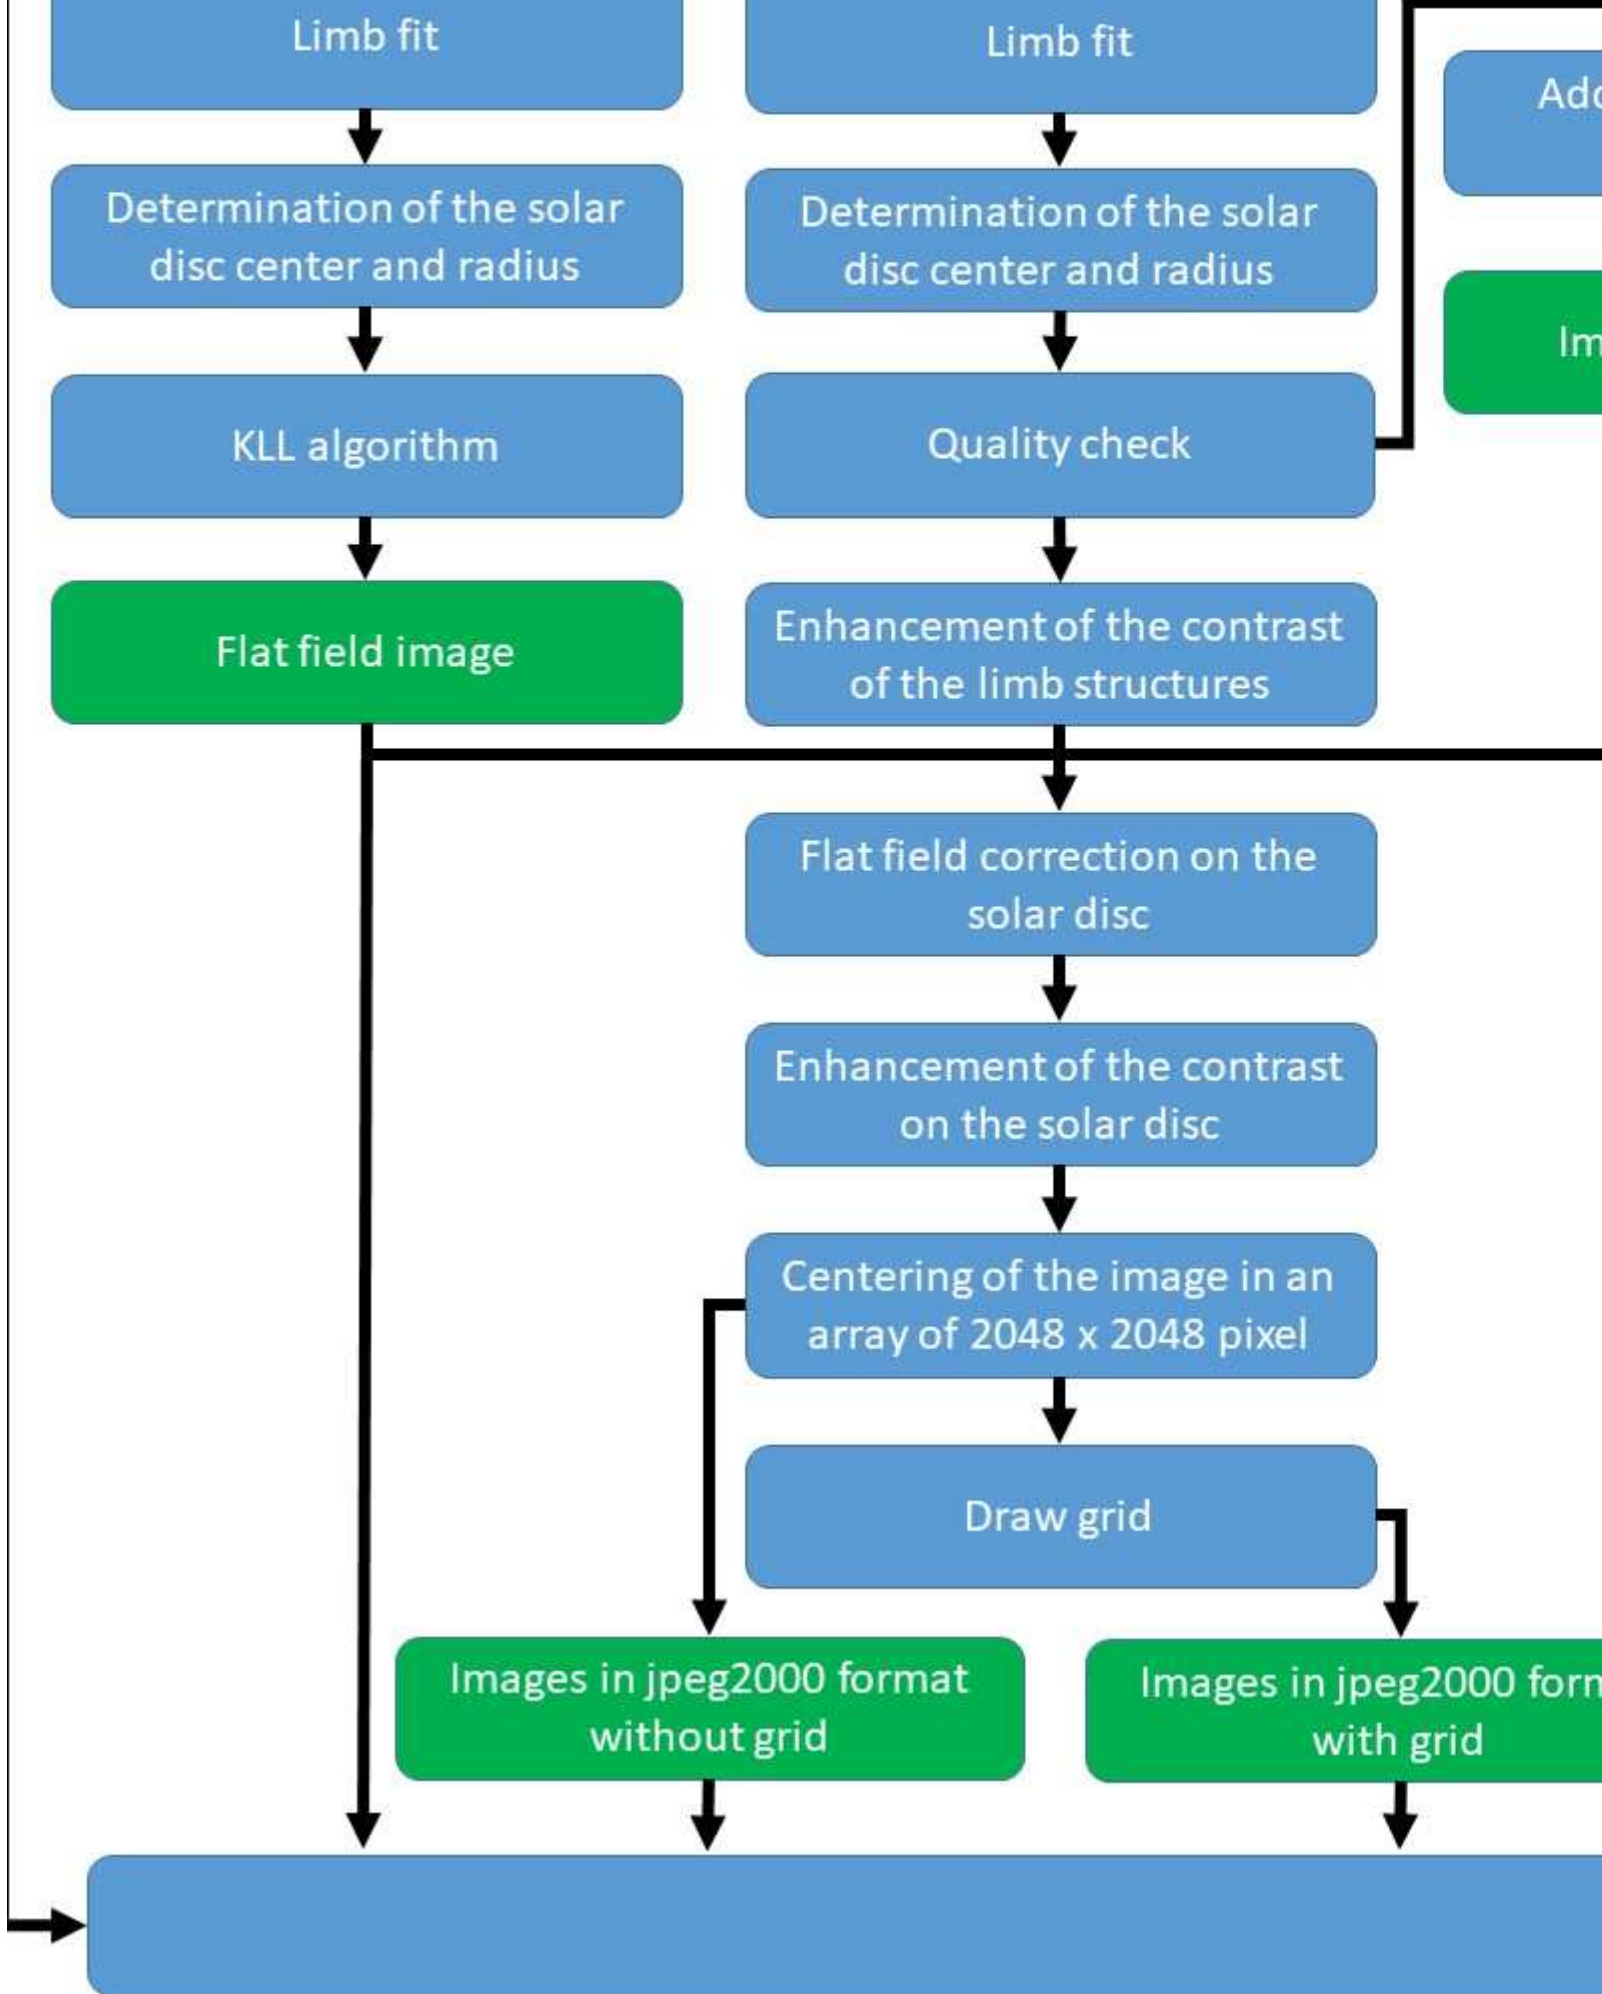 Limb fit
Determination of the solar
disc center and radius
KLL algorithm
Flat field image
Limb fit
Determination of the solar
disc center and radius
Quality check
Enhancement of the contrast
of the limb structures
Flat field correction on the
solar disc
Enhancement of the contrast
on the solar disc
Centering of the image in an
array of 2048 x 2048 pixel
Draw grid
Images in jpeg2000 format
without grid
Images in jpeg2000
with grid